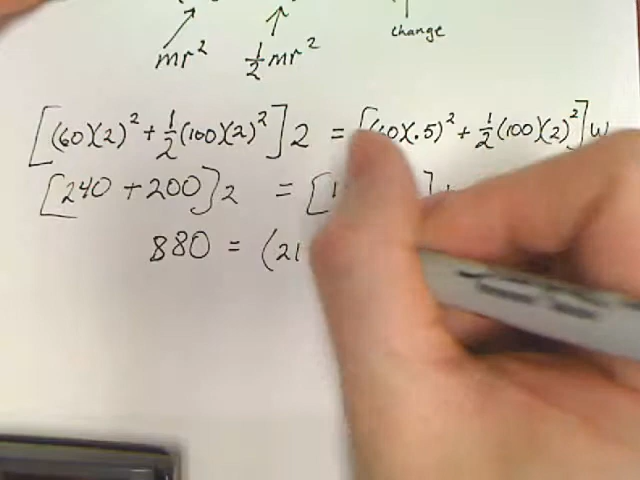 change
mr² ½mr²
[(60)(2)² + ½(100)(2)²]2 = [(60)(.5)² + ½(100)(2)²]w
[240 + 200]2 = [1
880 = (21